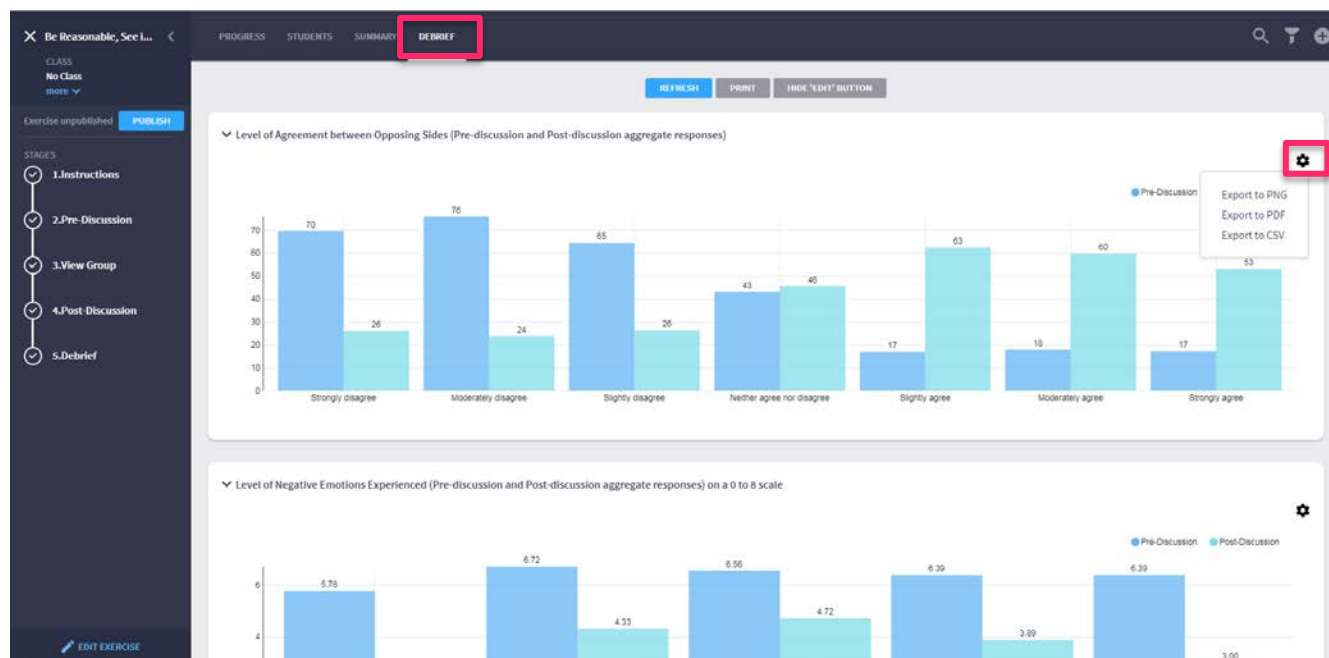 Be Reasonable, See i...
PROGRESS STUDENTS SUMMARY DEBRIEF
CLASS
No Class
more
REFRESH PRINT HIDE "EDIT" BUTTON
Exercise unpublished PUBLISH
STAGES
1.Instructions
2.Pre-Discussion
3.View Group
4.Post-Discussion
5.Debrief
EDIT EXERCISE
Level of Agreement between Opposing Sides (Pre-discussion and Post-discussion aggregate responses)
Pre-Discussion
Export to PNG
Export to PDF
Export to CSV
70
60
50
40
30
20
10
0
70 26 76 24 65 26 43 46 17 63 18 60 17 53
Strongly disagree Moderately disagree Slightly disagree Neither agree nor disagree Slightly agree Moderately agree Strongly agree
Level of Negative Emotions Experienced (Pre-discussion and Post-discussion aggregate responses) on a 0 to 8 scale
Pre-Discussion Post-Discussion
6
4
5.78 6.72 4.33 6.56 4.72 6.39 3.89 6.39 3.00